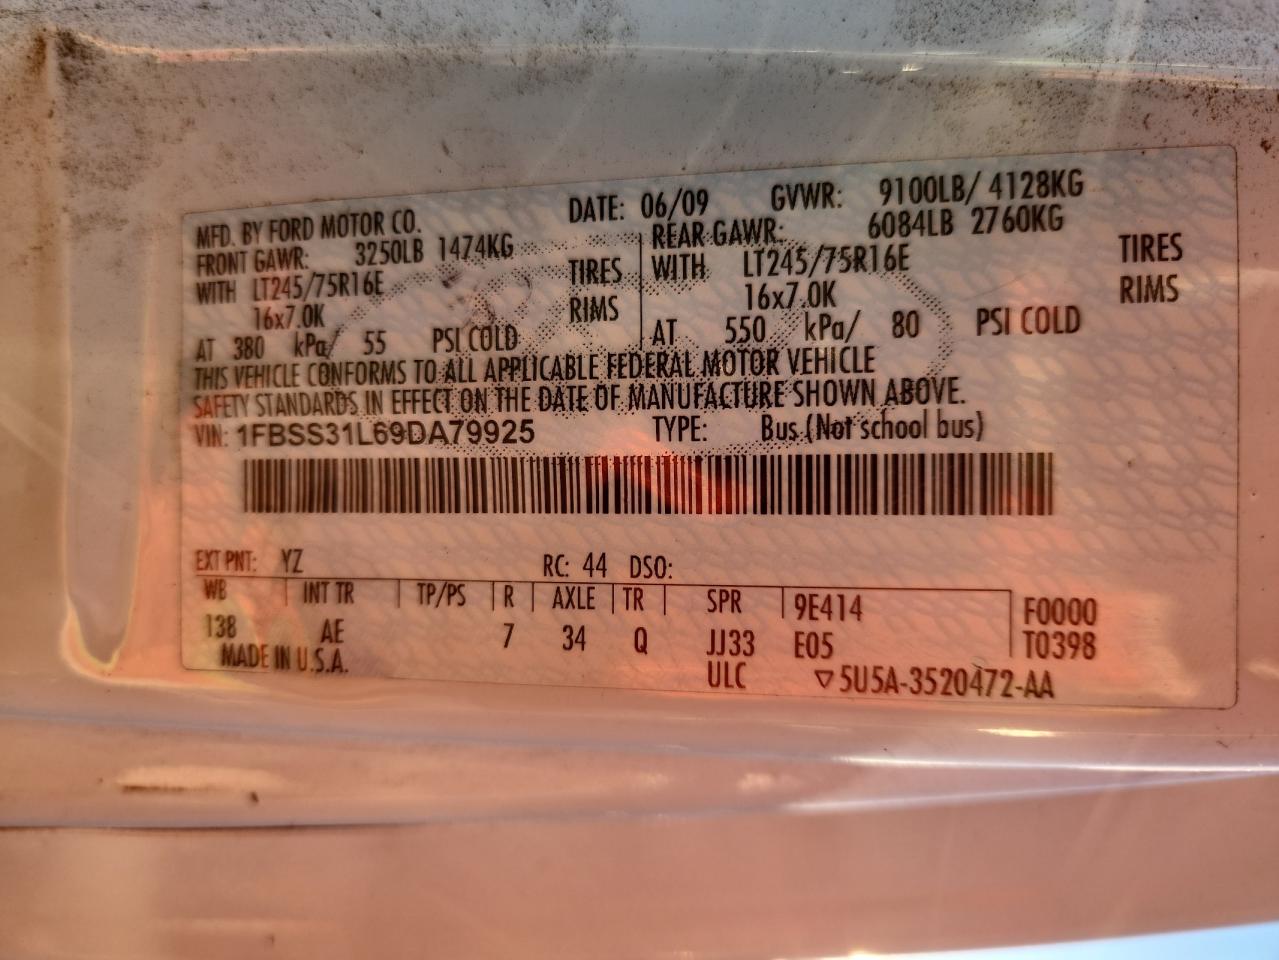 MFD. BY FORD MOTOR CO. DATE: 06/09 GVWR: 9100LB/ 4128KG
FRONT GAWR: 3250LB 1474KG REAR GAWR: 6084LB 2760KG
WITH LT245/75R16E TIRES WITH LT245/75R16E TIRES
16x7.0K RIMS 16x7.0K RIMS
AT 380 kPa/ 55 PSI COLD AT 550 kPa/ 80 PSI COLD
THIS VEHICLE CONFORMS TO ALL APPLICABLE FEDERAL MOTOR VEHICLE
SAFETY STANDARDS IN EFFECT ON THE DATE OF MANUFACTURE SHOWN ABOVE.
VIN: 1FBSS31L69DA79925 TYPE: Bus (Not school bus)
EXT PNT: YZ RC: 44 DSO:
WB INT TR TP/PS R AXLE TR SPR 9E414 F0000
138 AE 7 34 Q JJ33 E05 T0398
MADE IN U.S.A. ULC ▽5U5A-3520472-AA